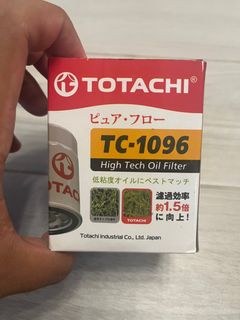 TOTACHI
ピュア・フロー
TC-1096
High Tech Oil Filter
低粘度オイルにベストマッチ
濾過効率
約1.5倍
に向上!
TOTACHI
TOTACHI
Totachi Industrial Co., Ltd. Japan